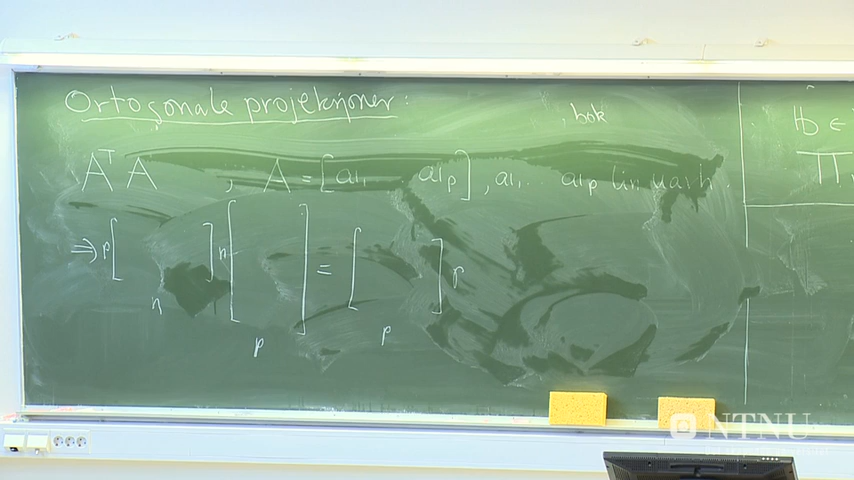 Ortogonale projeksjoner:
, bok
AᵀA , A = [a1, a1p], a1, .. a1p lin. uavh.
⇒ p[ ]n[ ] = [ ]p
n p p
b ∈
Π
NTNU